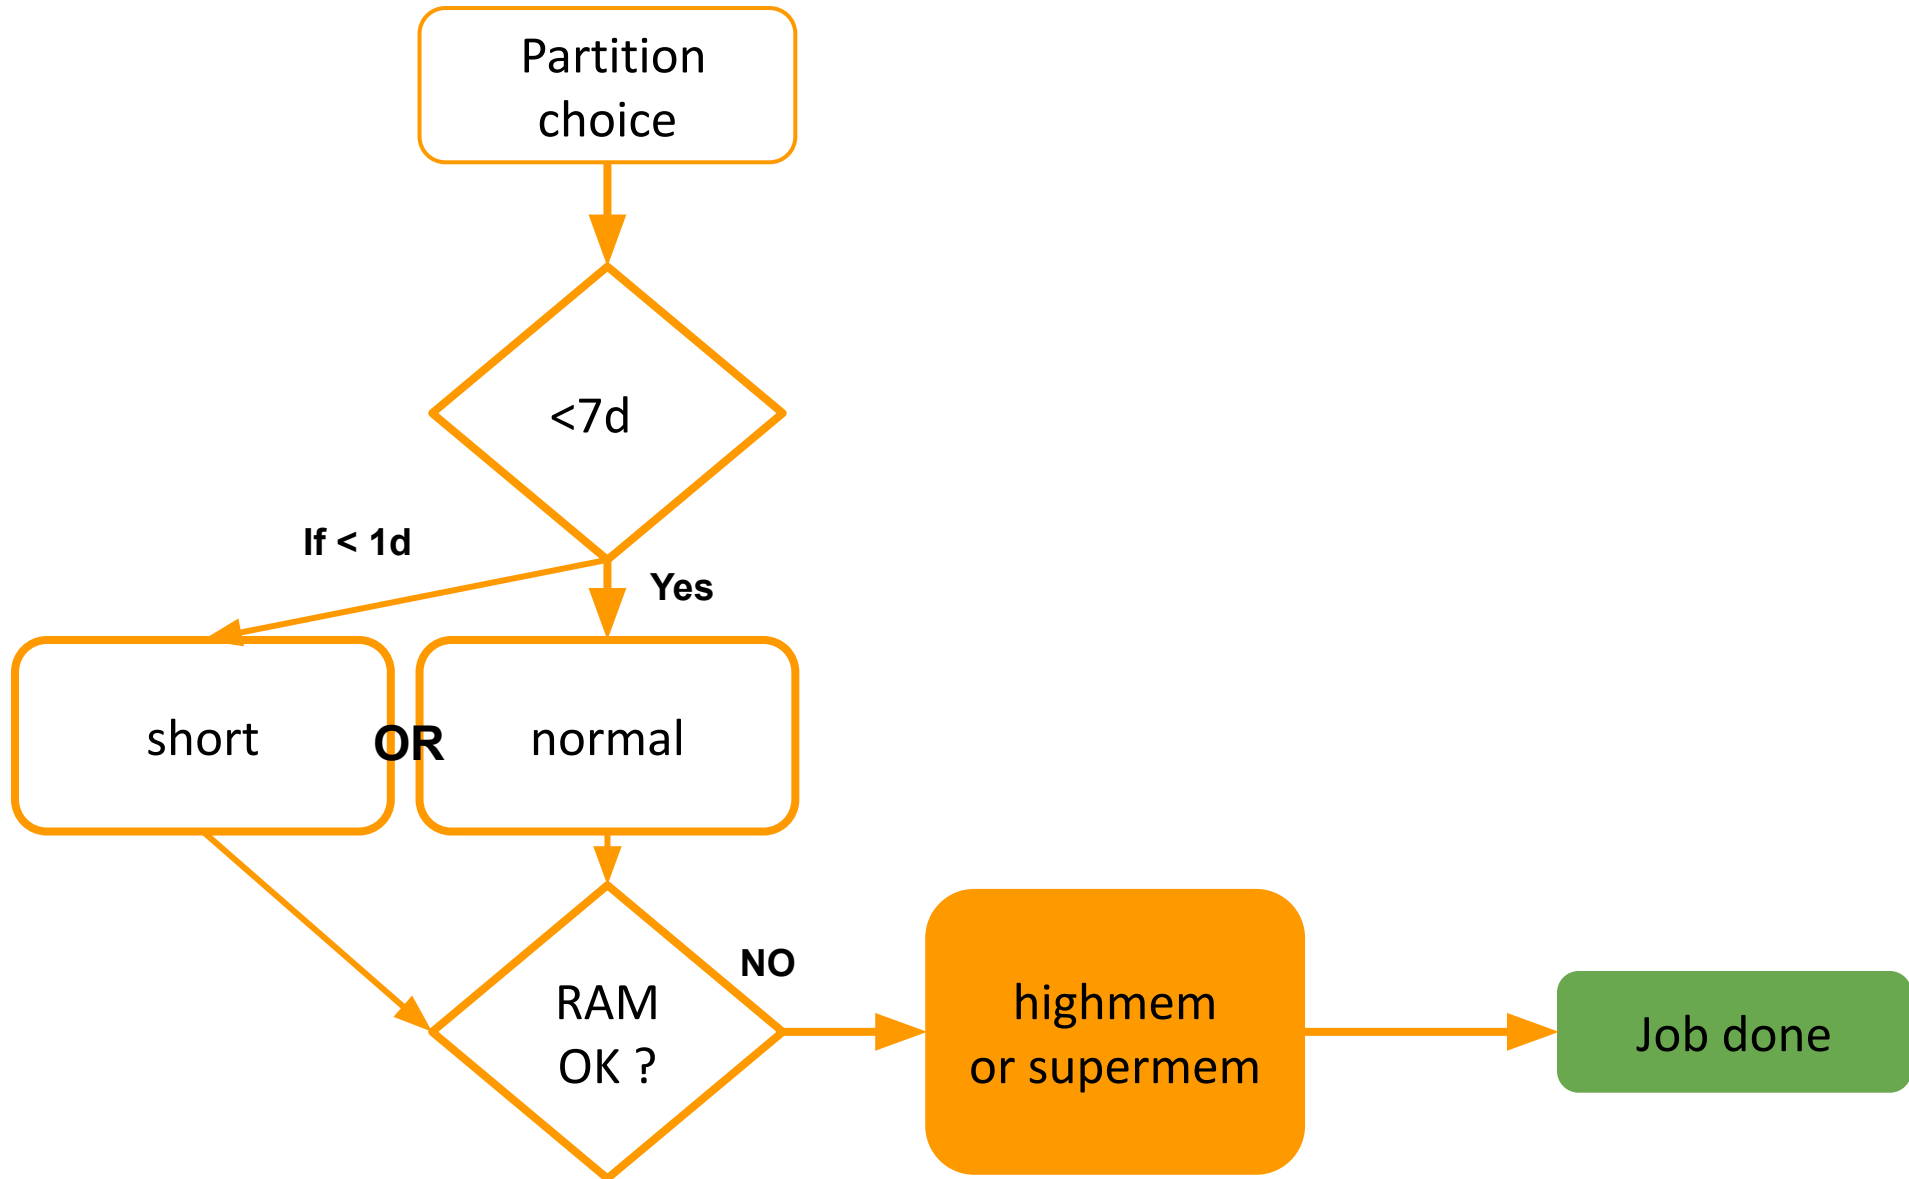 Partition
choice
<7d
If < 1d
Yes
short
OR
normal
NO
RAM
OK ?
highmem
or supermem
Job done